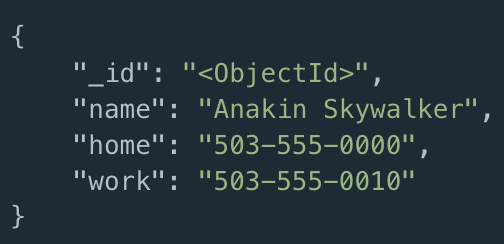 {
    "_id": "<ObjectId>",
    "name": "Anakin Skywalker",
    "home": "503-555-0000",
    "work": "503-555-0010"
}